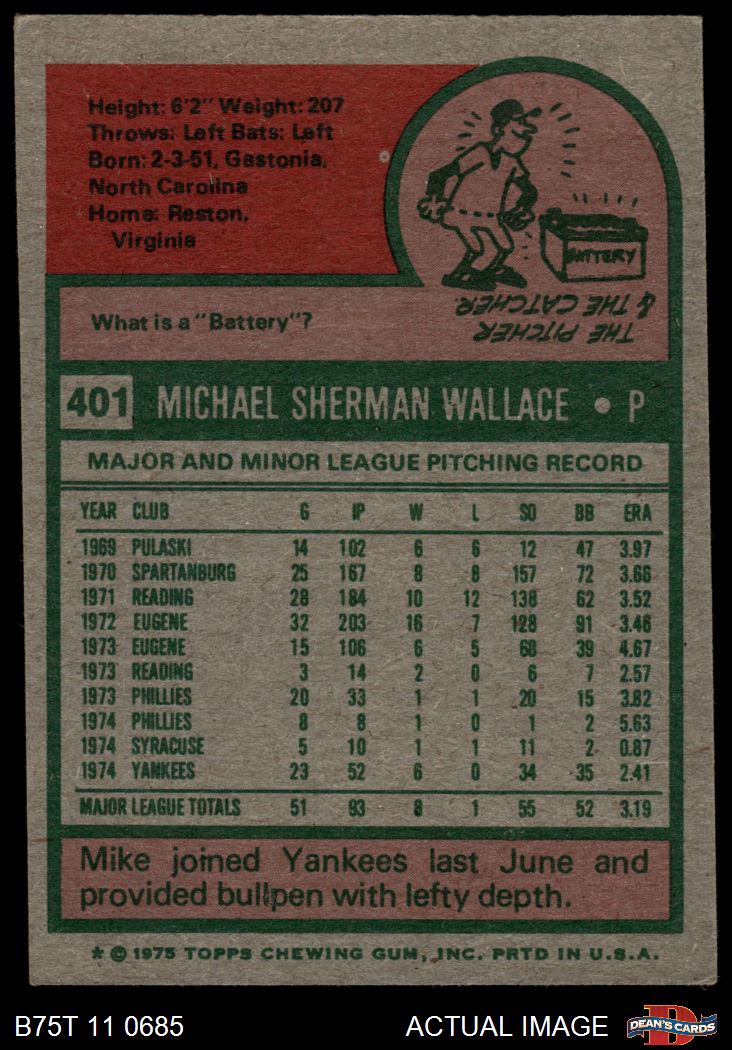 Height: 6'2" Weight: 207
Throws: Left Bats: Left
Born: 2-3-51, Gastonia,
North Carolina
Home: Reston,
Virginia
BATTERY
What is a "Battery"?
THE PITCHER
& THE CATCHER.
401 MICHAEL SHERMAN WALLACE • P
MAJOR AND MINOR LEAGUE PITCHING RECORD
YEAR CLUB G IP W L SO BB ERA
1969 PULASKI 14 102 6 6 12 47 3.97
1970 SPARTANBURG 25 167 8 8 157 72 3.66
1971 READING 28 184 10 12 138 62 3.52
1972 EUGENE 32 203 16 7 128 91 3.46
1973 EUGENE 15 106 6 5 68 39 4.67
1973 READING 3 14 2 0 6 7 2.57
1973 PHILLIES 20 33 1 1 20 15 3.82
1974 PHILLIES 8 8 1 0 1 2 5.63
1974 SYRACUSE 5 10 1 1 11 2 0.87
1974 YANKEES 23 52 6 0 34 35 2.41
MAJOR LEAGUE TOTALS 51 93 8 1 55 52 3.19
Mike joined Yankees last June and
provided bullpen with lefty depth.
* © 1975 TOPPS CHEWING GUM, INC. PRTD IN U.S.A.
B75T 11 0685 ACTUAL IMAGE DEAN'S CARDS